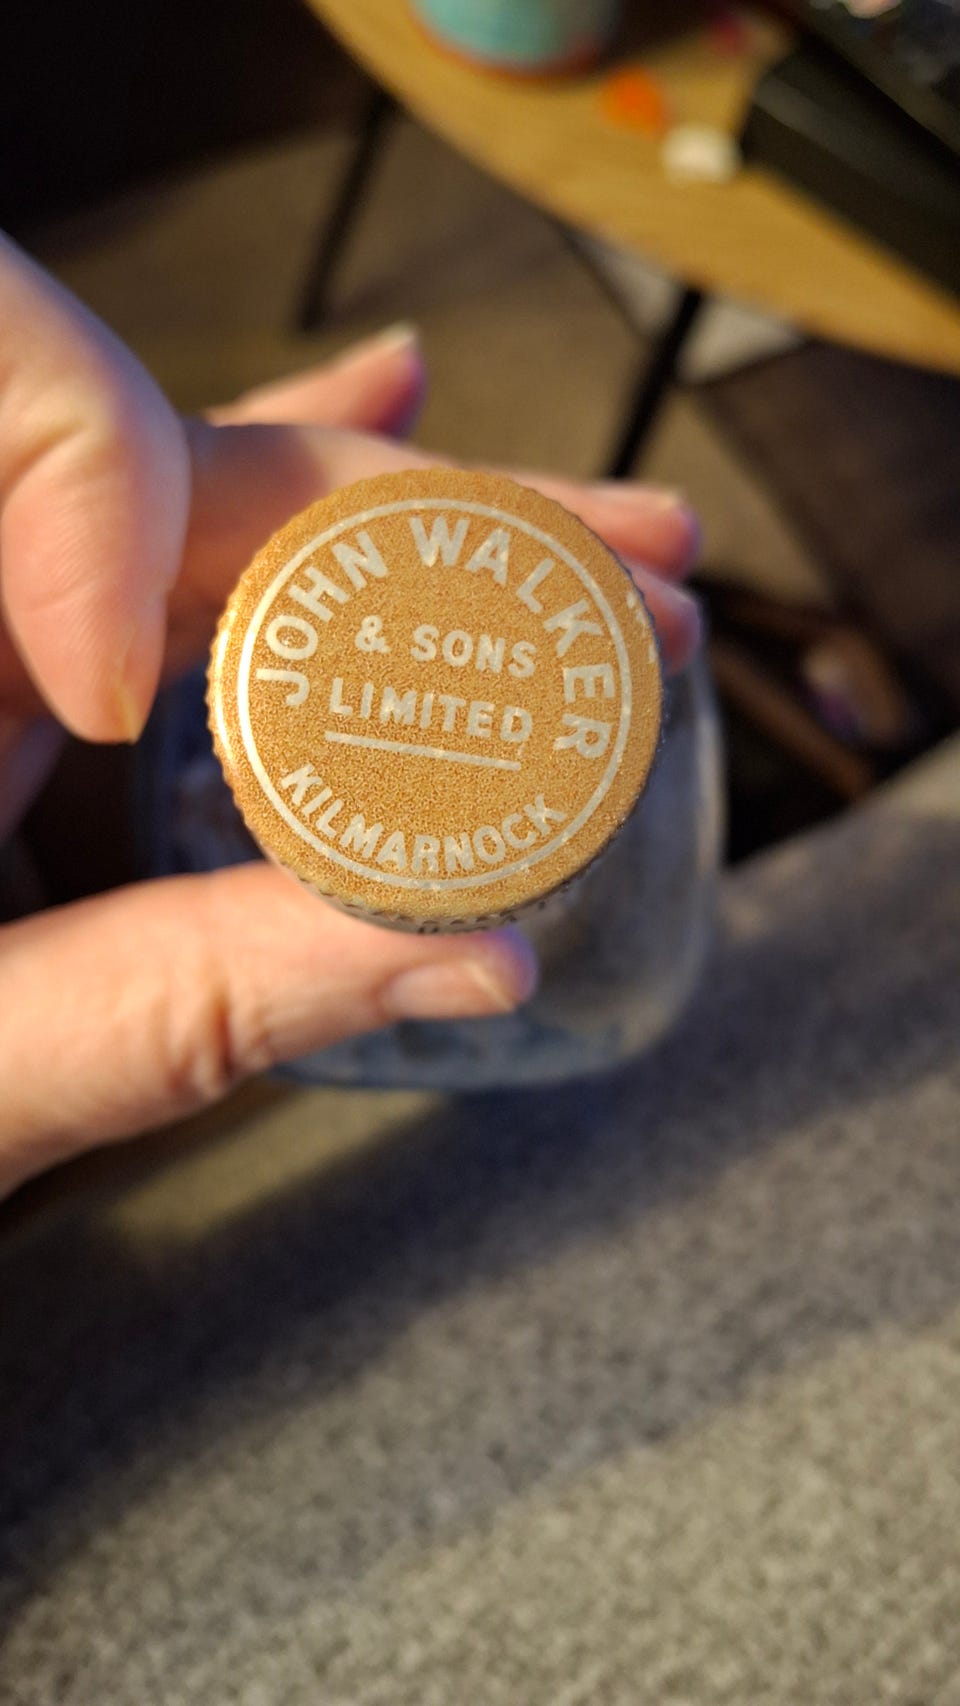 JOHN WALKER
& SONS
LIMITED
KILMARNOCK